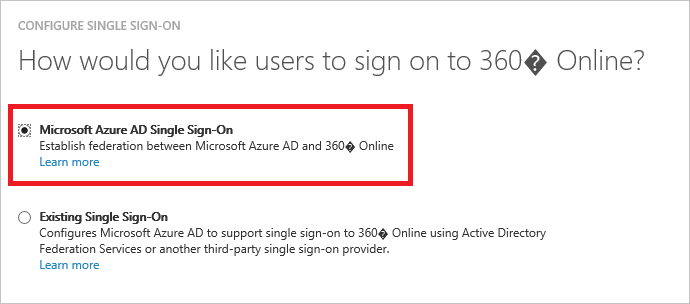 CONFIGURE SINGLE SIGN-ON
How would you like users to sign on to 360� Online?
Microsoft Azure AD Single Sign-On
Establish federation between Microsoft Azure AD and 360� Online
Learn more
Existing Single Sign-On
Configures Microsoft Azure AD to support single sign-on to 360� Online using Active Directory
Federation Services or another third-party single sign-on provider.
Learn more